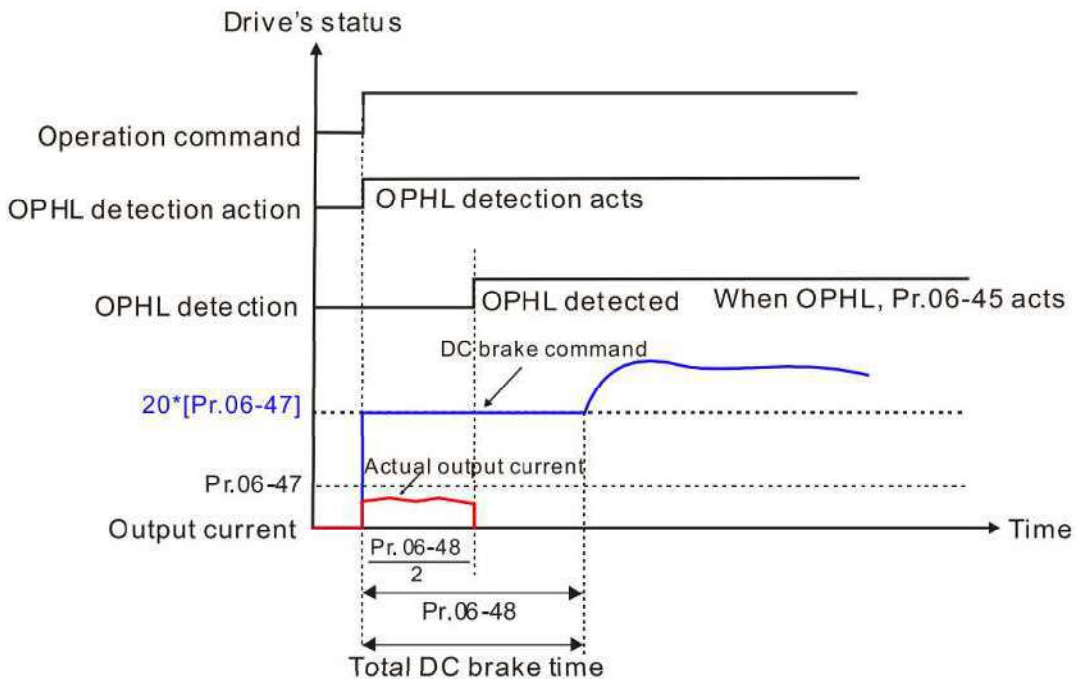 Drive's status
Operation command
OPHL detection action
OPHL detection acts
OPHL detection
OPHL detected
When OPHL, Pr.06-45 acts
DC brake command
20*[Pr.06-47]
Actual output current
Pr.06-47
Output current
Time
Pr. 06-48
2
Pr.06-48
Total DC brake time